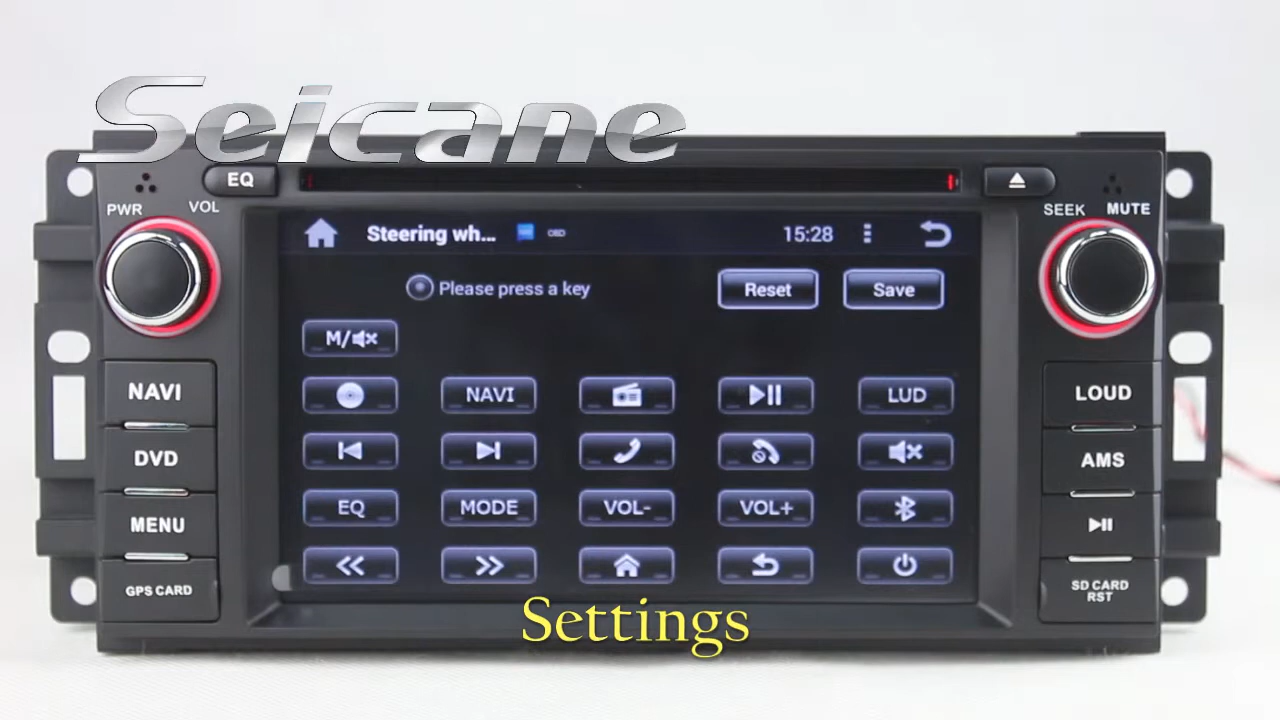 Seicane
EQ
PWR VOL
SEEK MUTE
Steering wh... 15:28
Please press a key
Reset Save
M/
NAVI LUD
EQ MODE VOL- VOL+
NAVI
DVD
MENU
GPS CARD
LOUD
AMS
SD CARD
RST
Settings